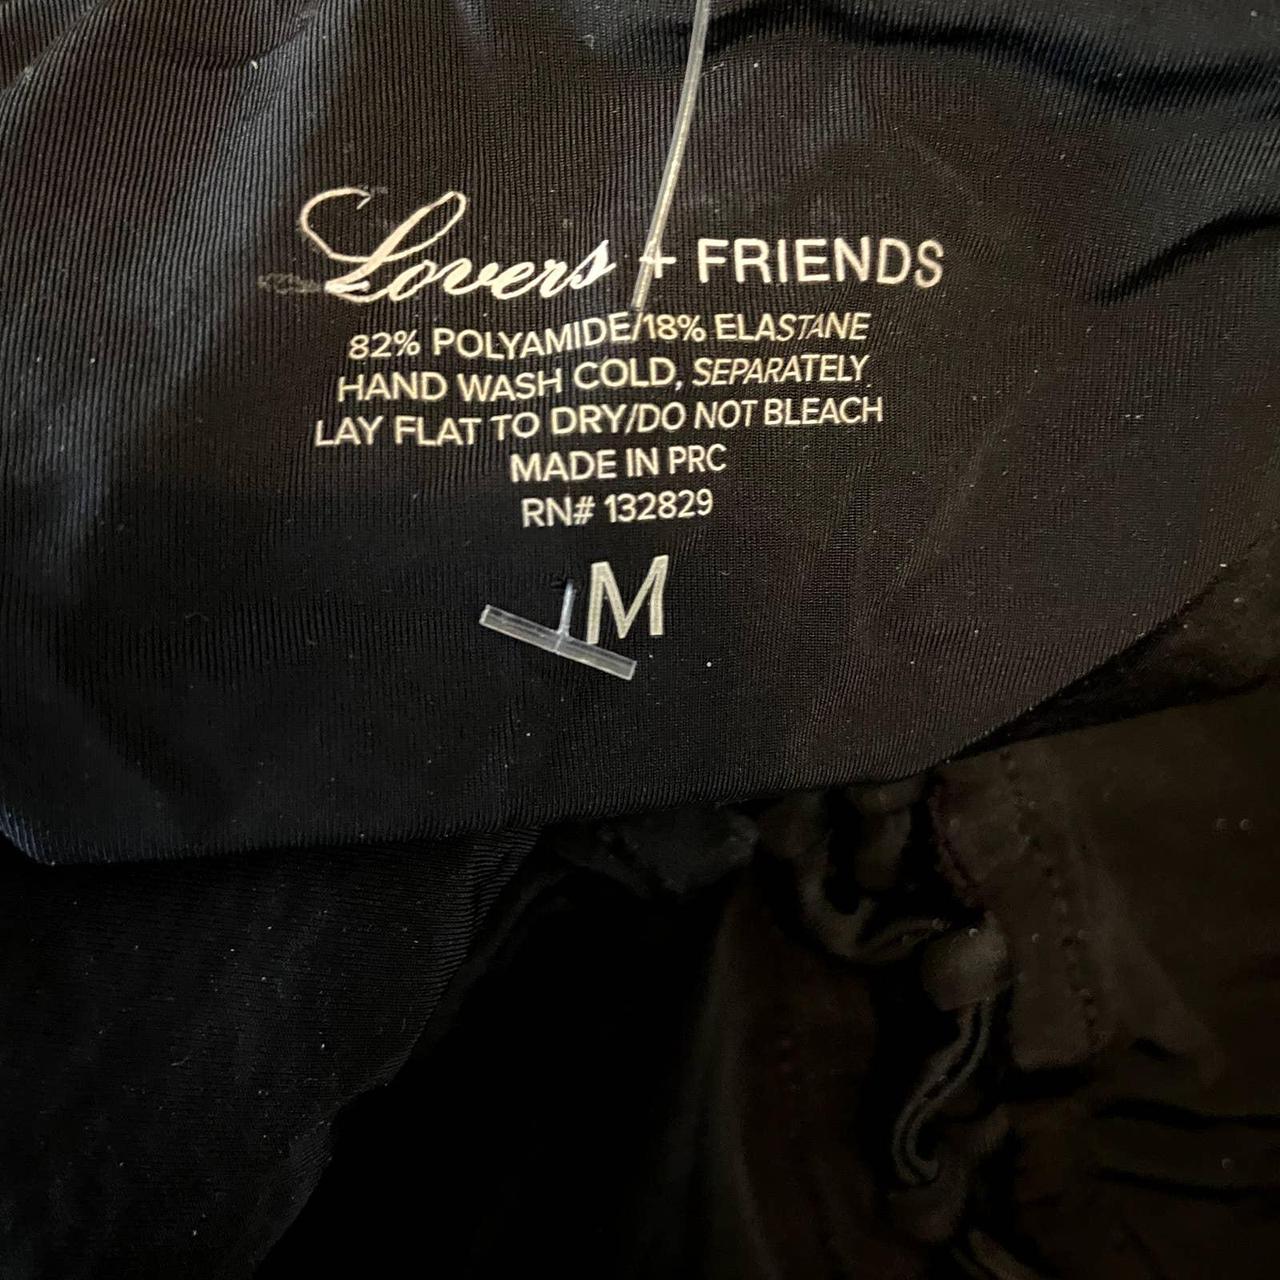 Lovers + FRIENDS
82% POLYAMIDE/18% ELASTANE
HAND WASH COLD, SEPARATELY
LAY FLAT TO DRY/DO NOT BLEACH
MADE IN PRC
RN# 132829
M